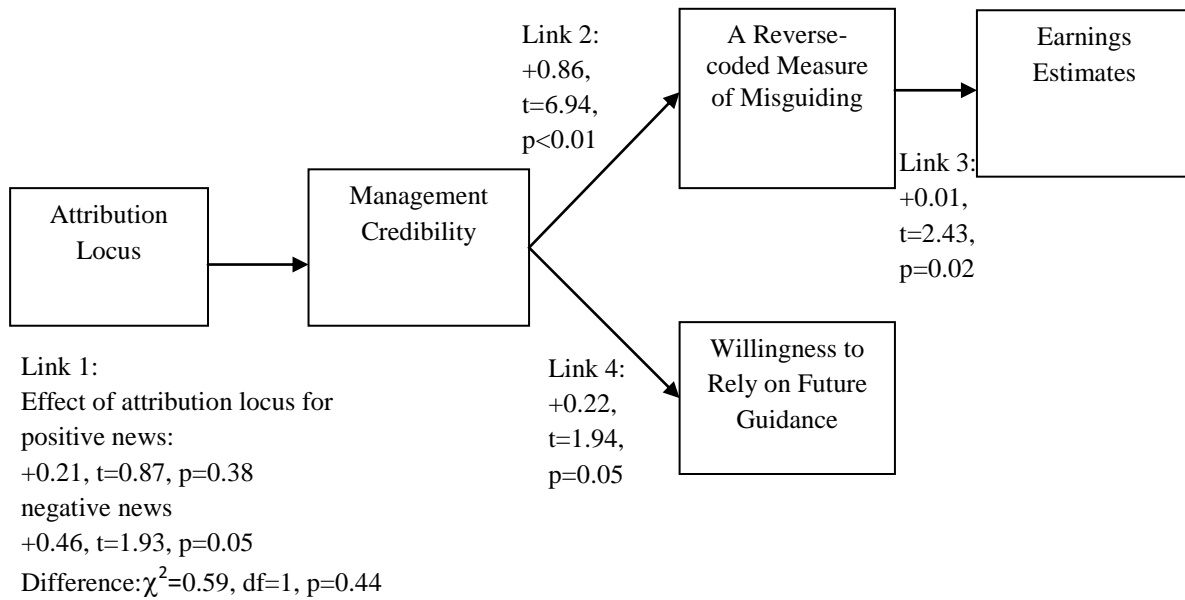 Attribution
Locus
Management
Credibility
Link 2:
+0.86,
t=6.94,
p<0.01
A Reverse-
coded Measure
of Misguiding
Earnings
Estimates
Link 3:
+0.01,
t=2.43,
p=0.02
Link 4:
+0.22,
t=1.94,
p=0.05
Willingness to
Rely on Future
Guidance
Link 1:
Effect of attribution locus for
positive news:
+0.21, t=0.87, p=0.38
negative news
+0.46, t=1.93, p=0.05
Difference:χ²=0.59, df=1, p=0.44